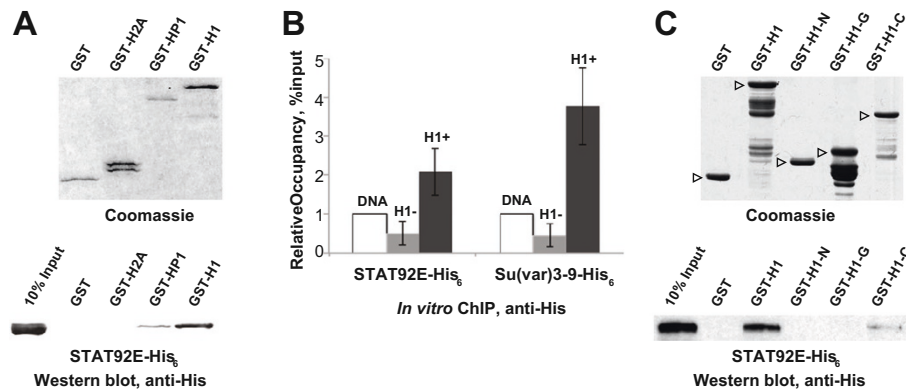 A
GST
GST-H2A
GST-HP1
GST-H1
Coomassie
10% Input
GST
GST-H2A
GST-HP1
GST-H1
STAT92E-His6
Western blot, anti-His
B
RelativeOccupancy, %input
5
4
3
2
1
0
DNA
H1-
H1+
DNA
H1-
H1+
STAT92E-His6
Su(var)3-9-His6
In vitro ChIP, anti-His
C
GST
GST-H1
GST-H1-N
GST-H1-G
GST-H1-C
Coomassie
10% Input
GST
GST-H1
GST-H1-N
GST-H1-G
GST-H1-C
STAT92E-His6
Western blot, anti-His